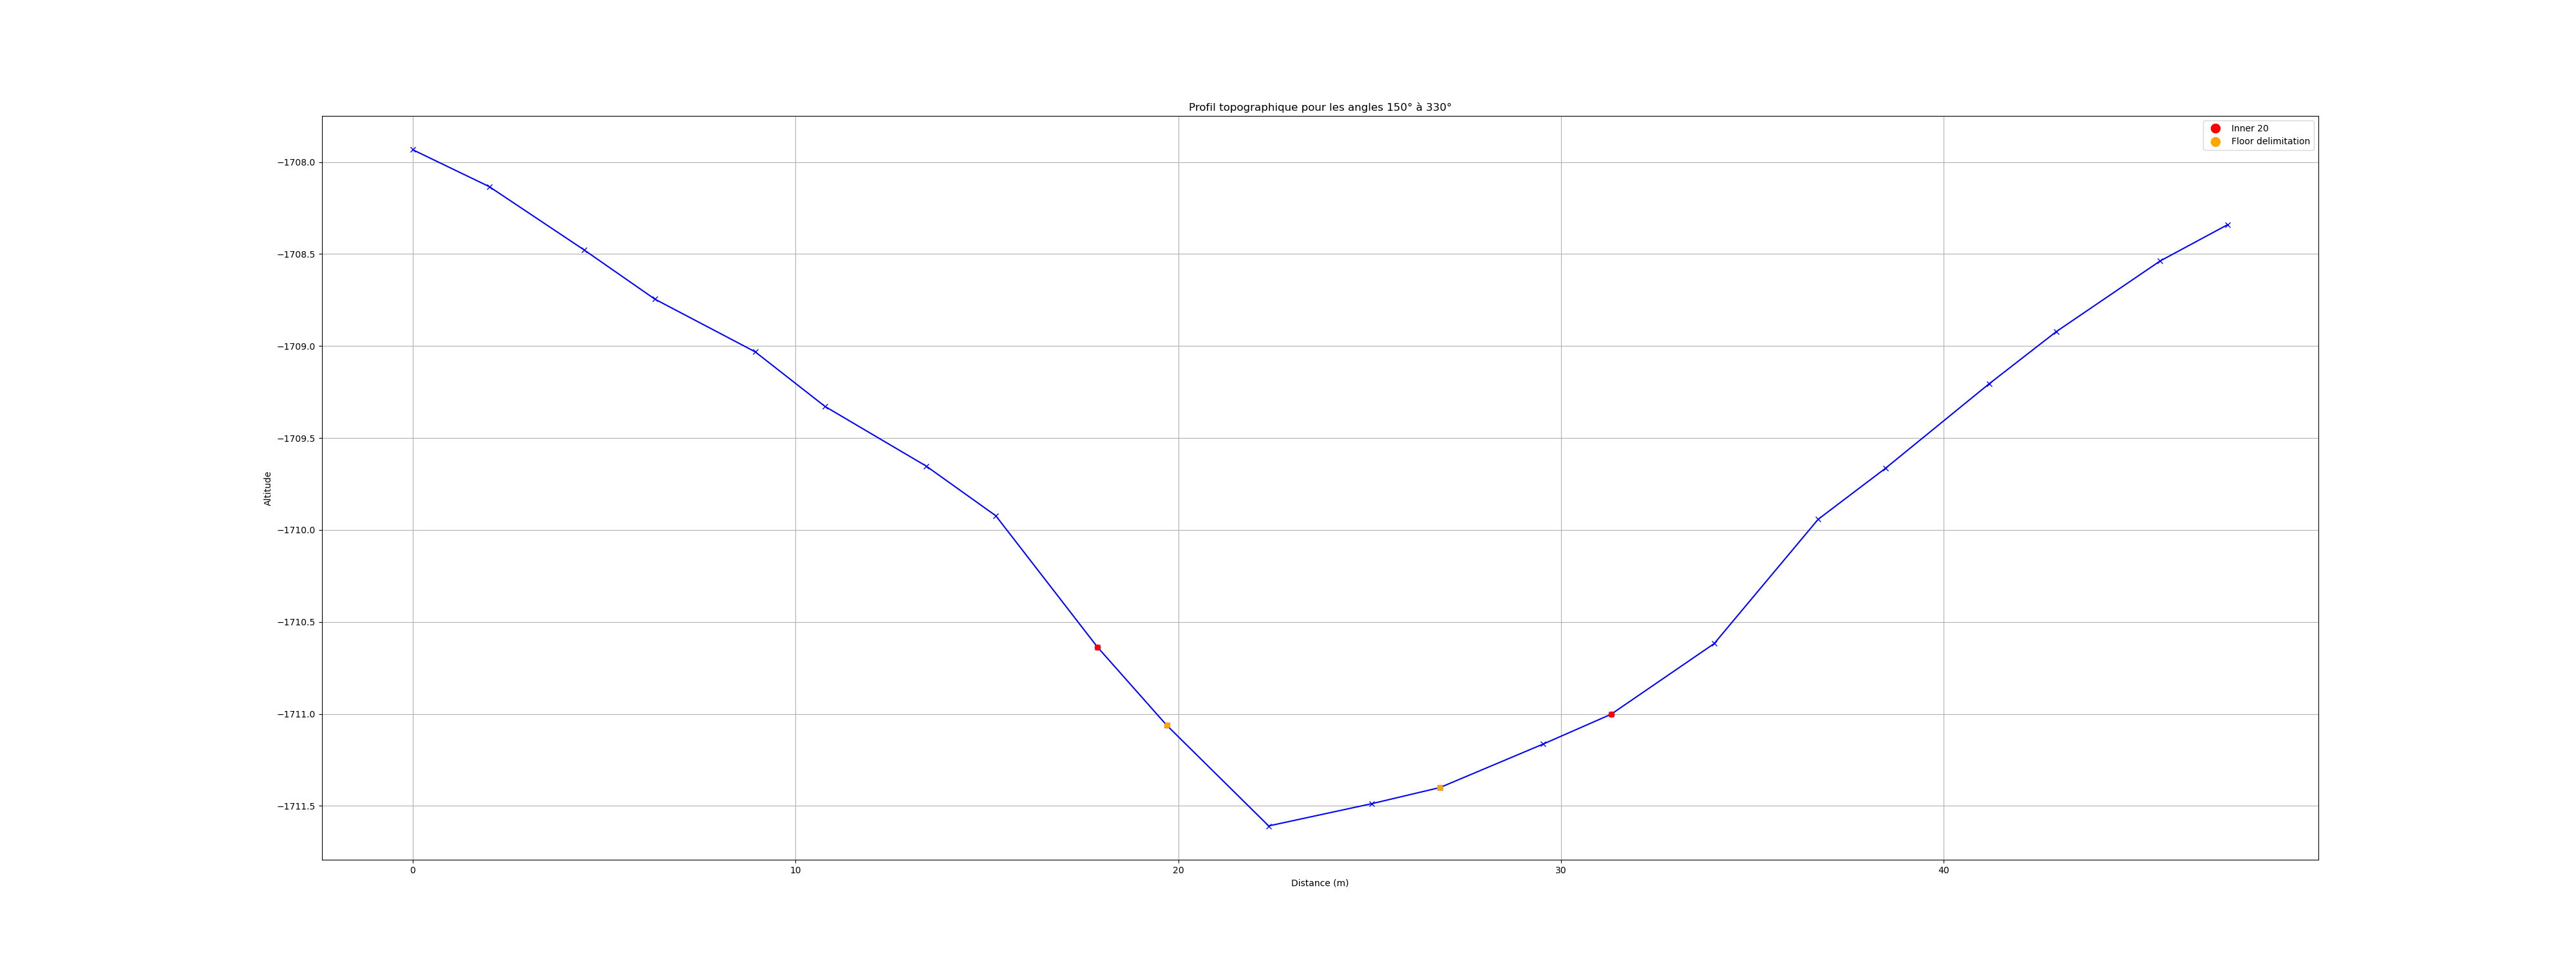 Profil topographique pour les angles 150° à 330°
Inner 20
Floor delimitation
−1708.0
−1708.5
−1709.0
−1709.5
−1710.0
−1710.5
−1711.0
−1711.5
Altitude
0 10 20 30 40
Distance (m)